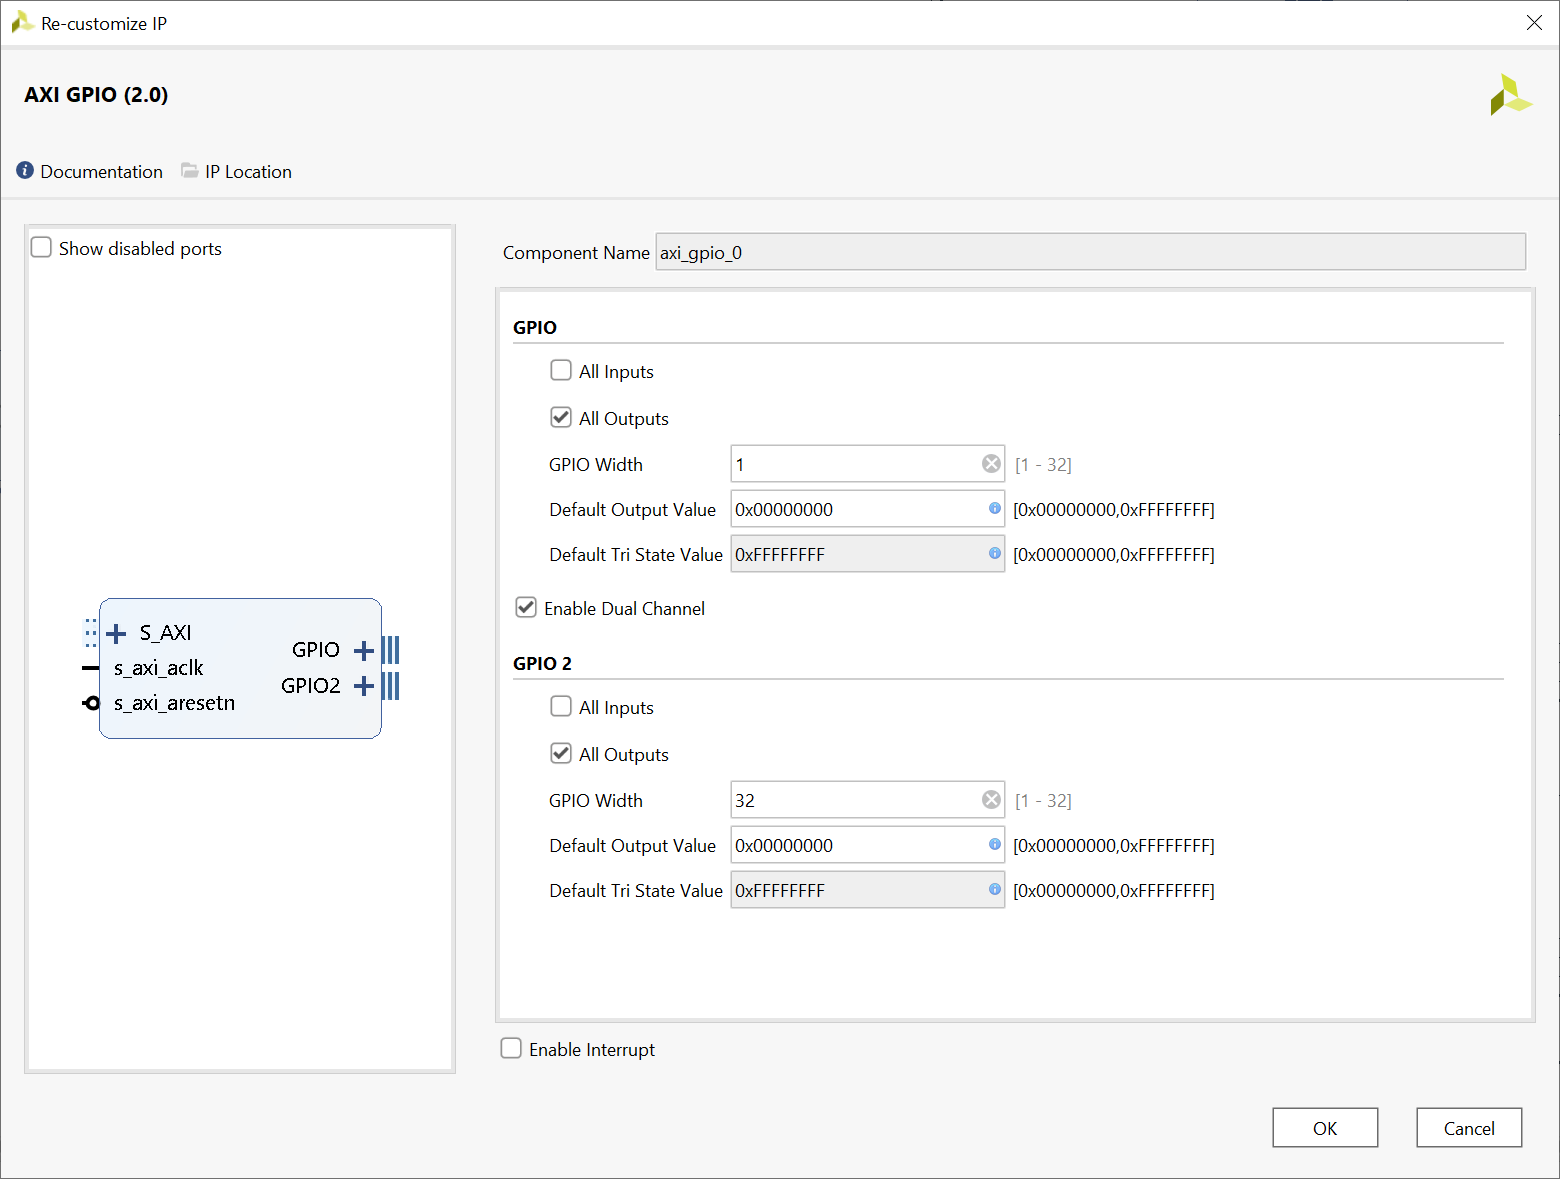 Re-customize IP
AXI GPIO (2.0)
Documentation IP Location
Show disabled ports
S_AXI
s_axi_aclk
s_axi_aresetn
GPIO
GPIO2
Component Name axi_gpio_0
GPIO
All Inputs
All Outputs
GPIO Width 1 [1 - 32]
Default Output Value 0x00000000 [0x00000000,0xFFFFFFFF]
Default Tri State Value 0xFFFFFFFF [0x00000000,0xFFFFFFFF]
Enable Dual Channel
GPIO 2
All Inputs
All Outputs
GPIO Width 32 [1 - 32]
Default Output Value 0x00000000 [0x00000000,0xFFFFFFFF]
Default Tri State Value 0xFFFFFFFF [0x00000000,0xFFFFFFFF]
Enable Interrupt
OK Cancel